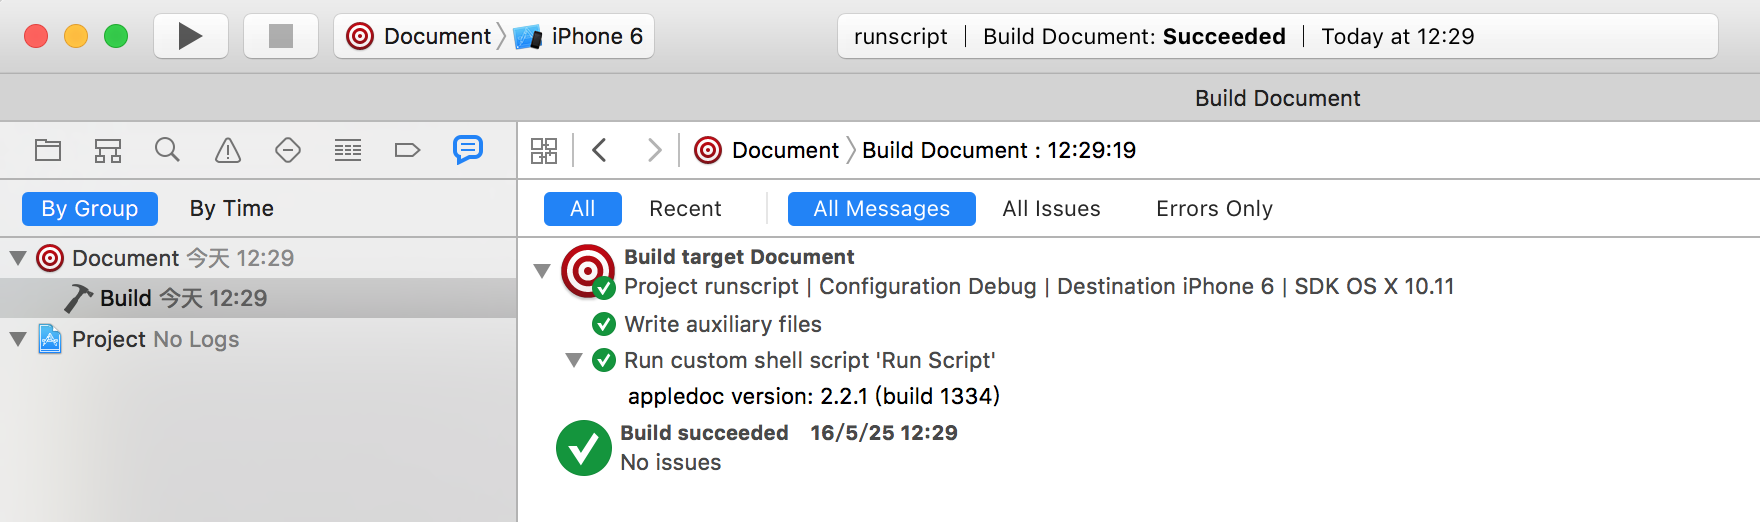 Document 〉 iPhone 6
runscript | Build Document: Succeeded | Today at 12:29
Build Document
Document 〉 Build Document : 12:29:19
By Group By Time
All Recent All Messages All Issues Errors Only
Document 今天 12:29
Build 今天 12:29
Project No Logs
Build target Document
Project runscript | Configuration Debug | Destination iPhone 6 | SDK OS X 10.11
Write auxiliary files
Run custom shell script 'Run Script'
appledoc version: 2.2.1 (build 1334)
Build succeeded 16/5/25 12:29
No issues